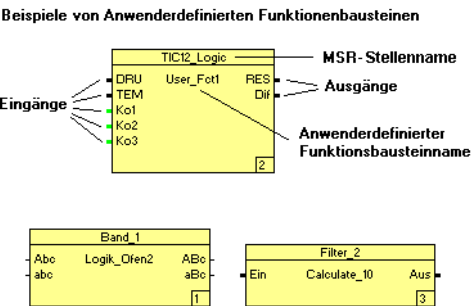 Beispiele von Anwenderdefinierten Funktionenbausteinen
TIC12_Logic
MSR-Stellenname
DRU User_Fct1 RES
TEM Dif
Ausgänge
Eingänge
Ko1
Ko2
Ko3
Anwenderdefinierter
Funktionsbausteinname
2
Band_1
Abc Logik_Ofen2 ABc
abc aBc
1
Filter_2
Ein Calculate_10 Aus
3